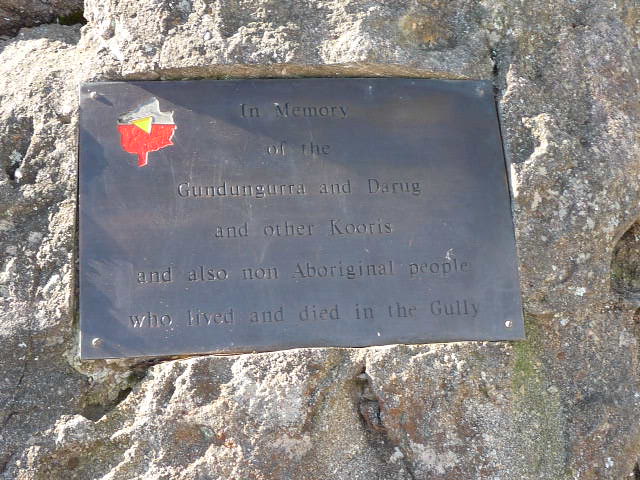 In Memory
of the
Gundungurra and Darug
and other Kooris
and also non Aboriginal people
who lived and died in the Gully